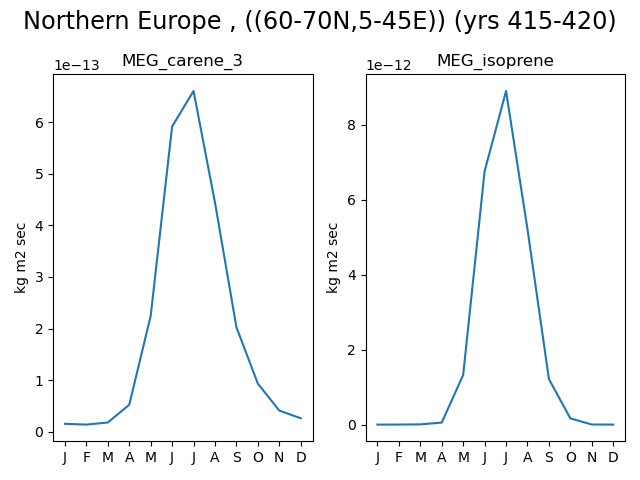 Northern Europe , ((60-70N,5-45E)) (yrs 415-420)
MEG_carene_3
1e−13
kg m2 sec
6
5
4
3
2
1
0
J F M A M J J A S O N D
MEG_isoprene
1e−12
kg m2 sec
8
6
4
2
0
J F M A M J J A S O N D